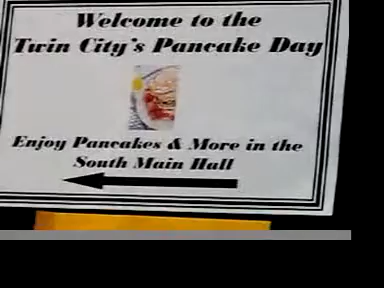 Welcome to the
Twin City's Pancake Day
Enjoy Pancakes & More in the
South Main Hall